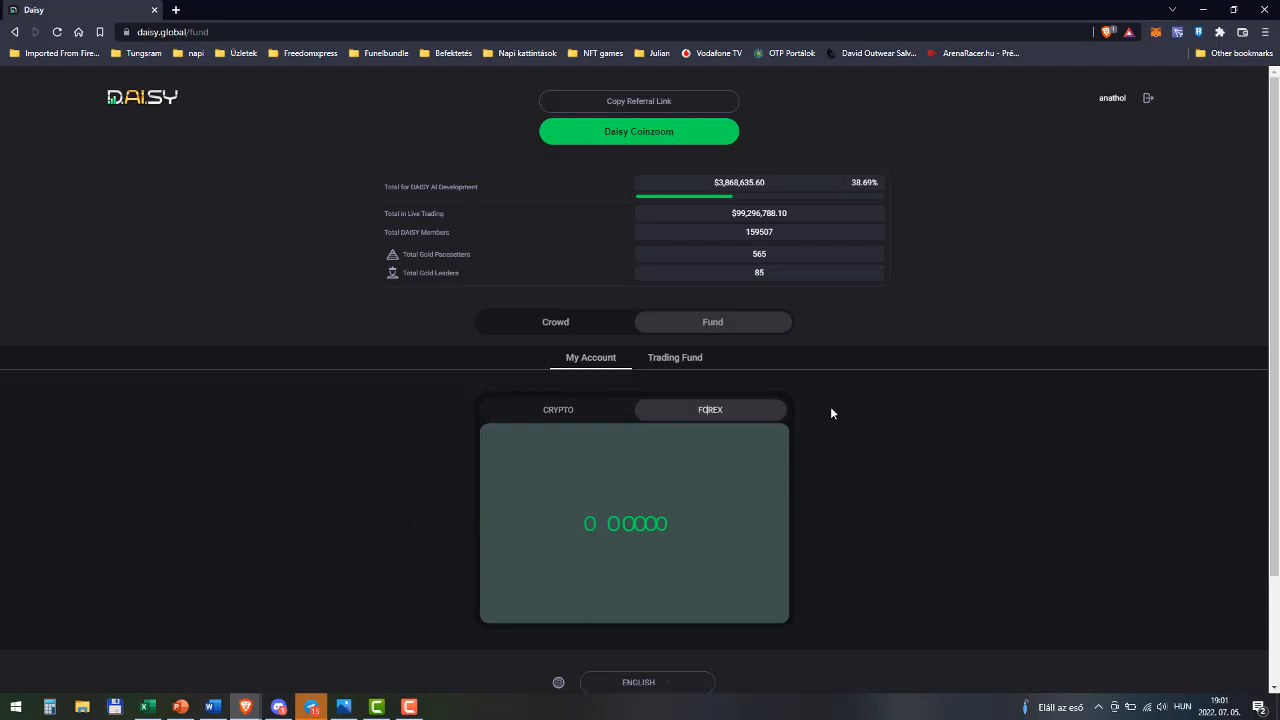 Daisy
daisy.global/fund
1
Imported From Fire...
Tungsram
napi
Üzletek
Freedomxpress
Funelbundle
Befektetés
Napi kattintások
NFT games
Julian
Vodafone TV
OTP Portálok
David Outwear Salv...
ArenaRacer.hu - Pré...
Other bookmarks
DAISY
Copy Referral Link
anathol
Daisy Coinzoom
Total for DAISY AI Development
$3,868,635.60
38.69%
Total in Live Trading
$99,296,788.10
Total DAISY Members
159507
Total Gold Pacesetters
565
Total Gold Leaders
85
Crowd
Fund
My Account
Trading Fund
CRYPTO
FOREX
0 00000
ENGLISH
15
Eláll az eső
HUN
19:01
2022. 07. 05.
2